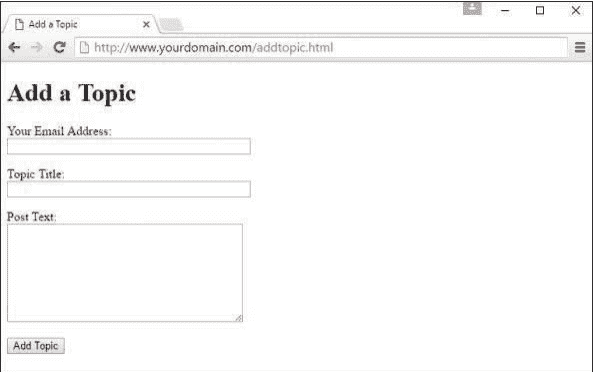 Add a Topic
http://www.yourdomain.com/addtopic.html
Add a Topic
Your Email Address:
Topic Title:
Post Text:
Add Topic